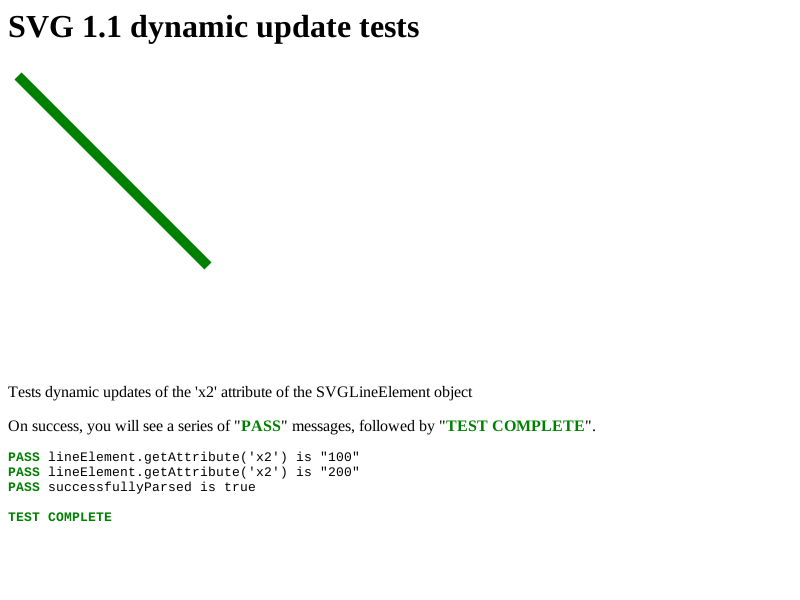 SVG 1.1 dynamic update tests
Tests dynamic updates of the 'x2' attribute of the SVGLineElement object
On success, you will see a series of "PASS" messages, followed by "TEST COMPLETE".
PASS lineElement.getAttribute('x2') is "100"
PASS lineElement.getAttribute('x2') is "200"
PASS successfullyParsed is true
TEST COMPLETE